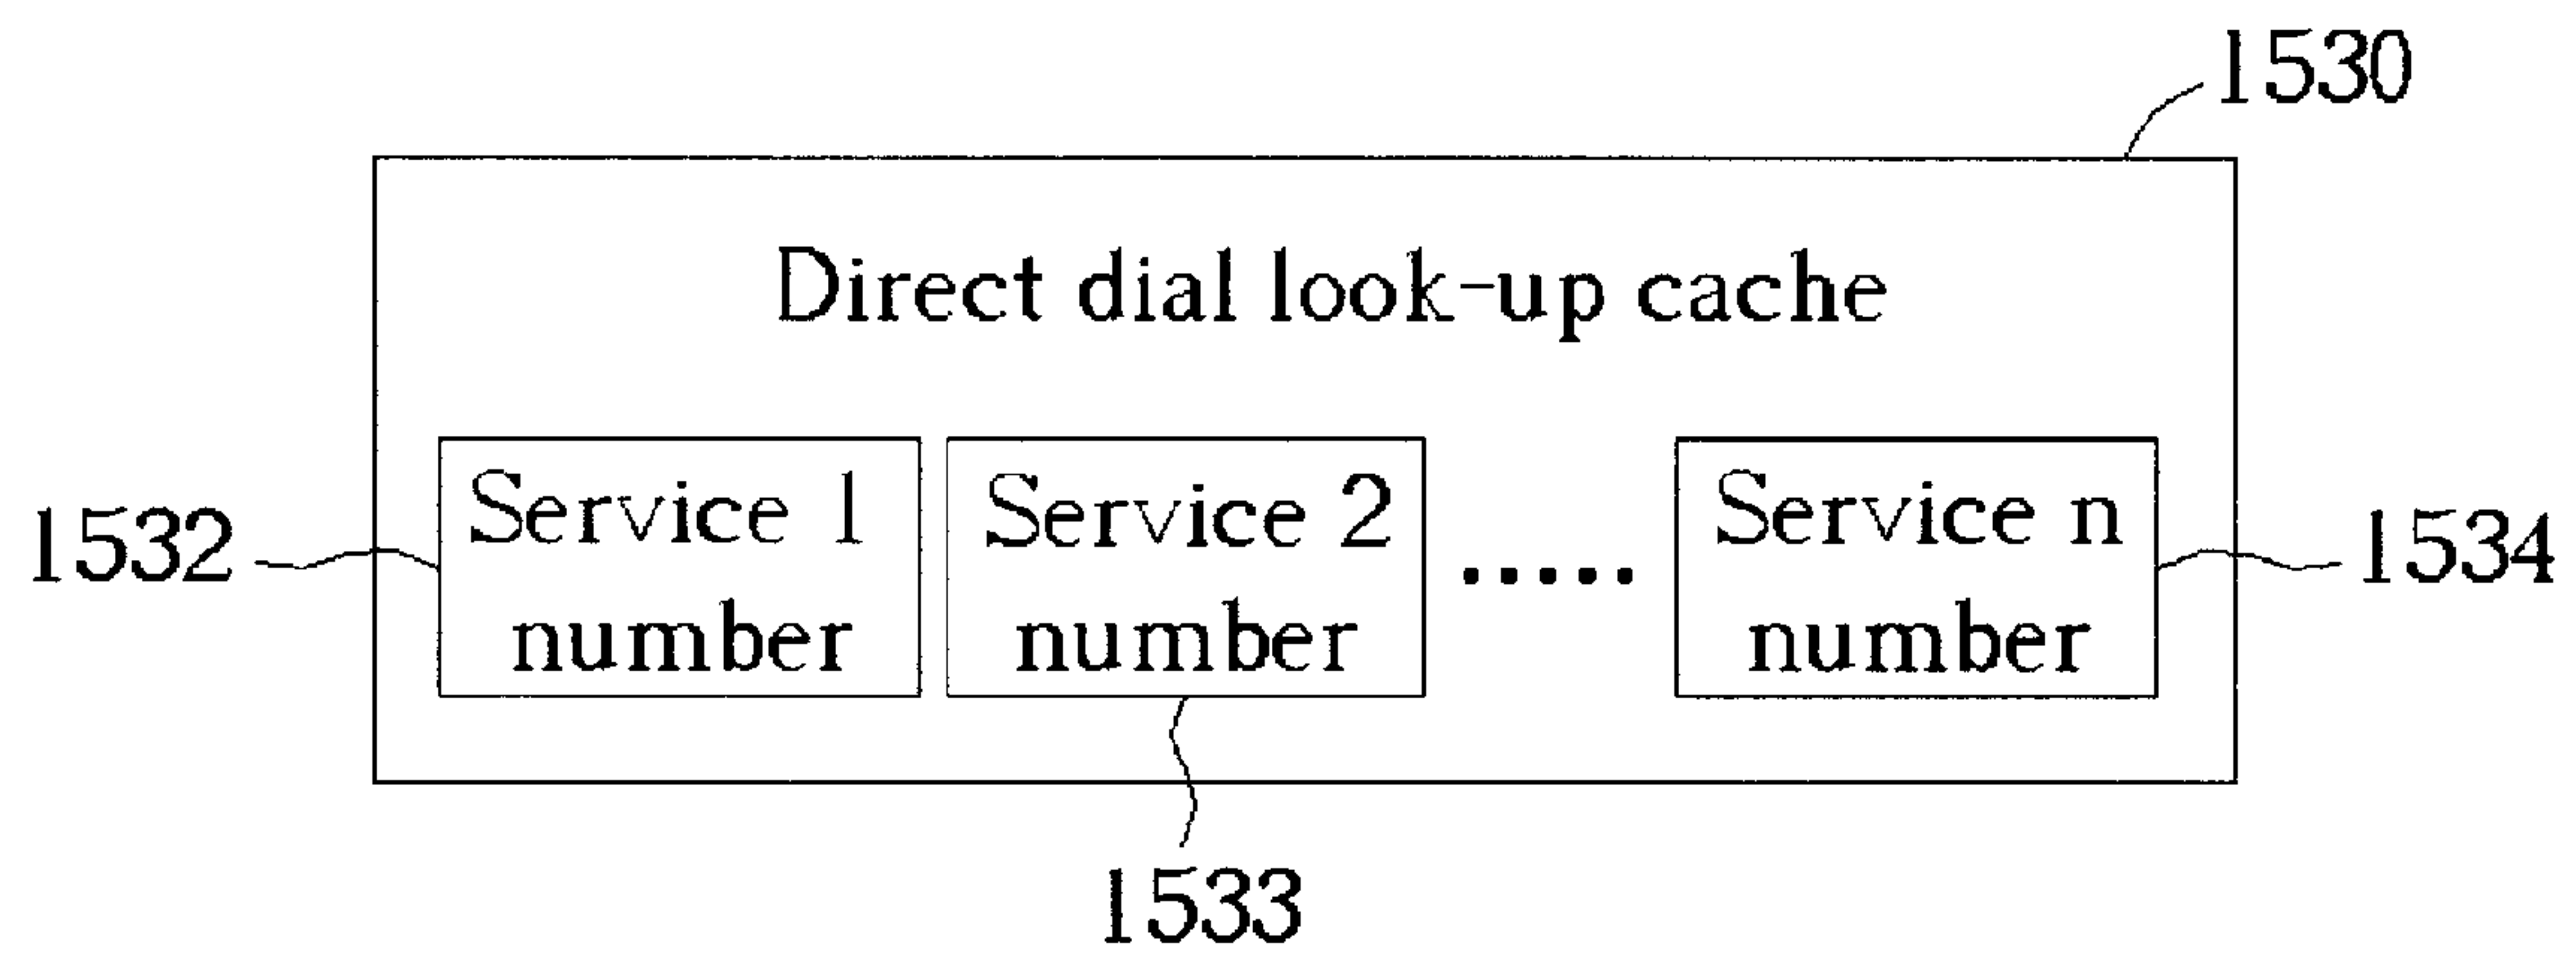 1530
Direct dial look-up cache
Service 1
number
Service 2
number
.....
Service n
number
1532
1534
1533